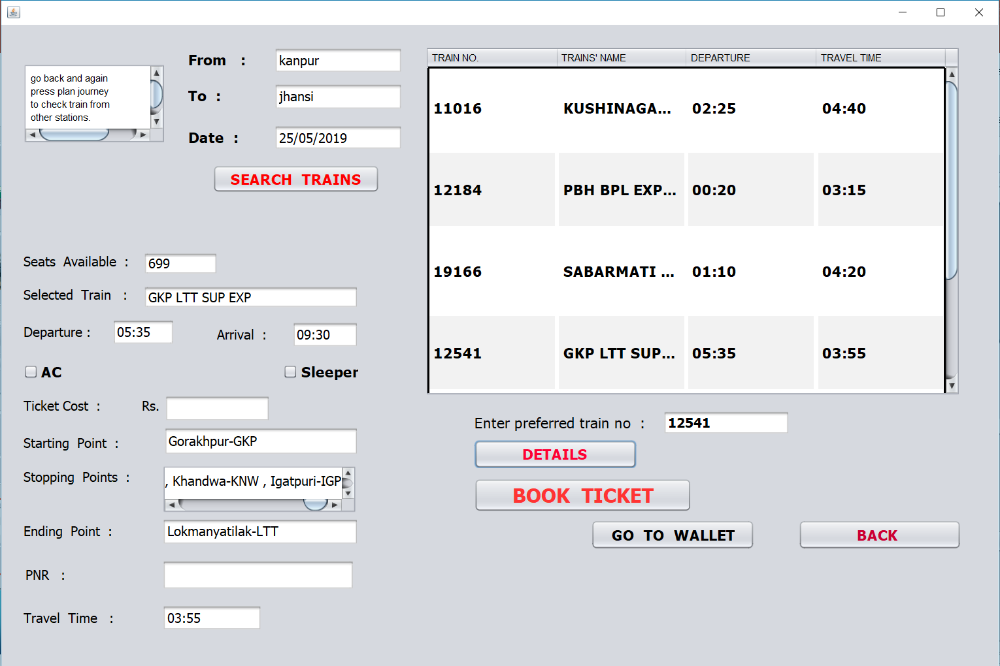 go back and again
press plan journey
to check train from
other stations.
From :
kanpur
To :
jhansi
Date :
25/05/2019
SEARCH TRAINS
TRAIN NO. TRAINS' NAME DEPARTURE TRAVEL TIME
11016 KUSHINAGA... 02:25 04:40
12184 PBH BPL EXP... 00:20 03:15
19166 SABARMATI ... 01:10 04:20
12541 GKP LTT SUP... 05:35 03:55
Seats Available : 699
Selected Train : GKP LTT SUP EXP
Departure : 05:35 Arrival : 09:30
AC Sleeper
Ticket Cost : Rs.
Starting Point : Gorakhpur-GKP
Stopping Points : , Khandwa-KNW , Igatpuri-IGP
Ending Point : Lokmanyatilak-LTT
PNR :
Travel Time : 03:55
Enter preferred train no : 12541
DETAILS
BOOK TICKET
GO TO WALLET BACK